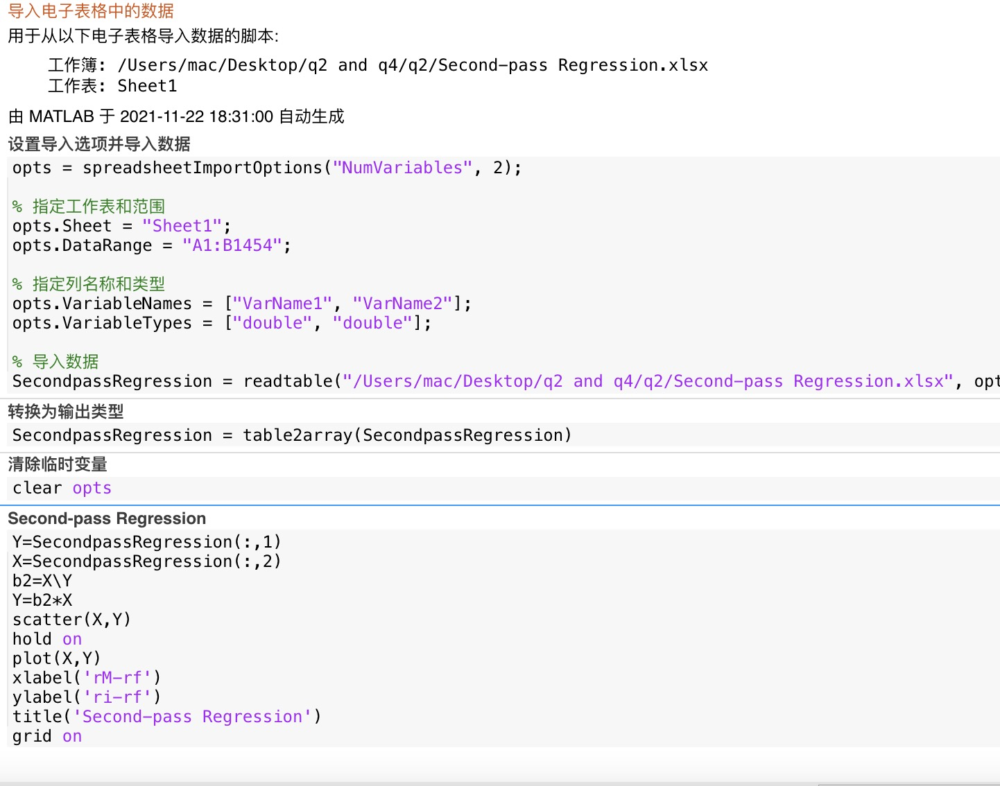 导入电子表格中的数据
用于从以下电子表格导入数据的脚本:
工作簿: /Users/mac/Desktop/q2 and q4/q2/Second-pass Regression.xlsx
工作表: Sheet1
由 MATLAB 于 2021-11-22 18:31:00 自动生成
设置导入选项并导入数据
opts = spreadsheetImportOptions("NumVariables", 2);
% 指定工作表和范围
opts.Sheet = "Sheet1";
opts.DataRange = "A1:B1454";
% 指定列名称和类型
opts.VariableNames = ["VarName1", "VarName2"];
opts.VariableTypes = ["double", "double"];
% 导入数据
SecondpassRegression = readtable("/Users/mac/Desktop/q2 and q4/q2/Second-pass Regression.xlsx", opt
转换为输出类型
SecondpassRegression = table2array(SecondpassRegression)
清除临时变量
clear opts
Second-pass Regression
Y=SecondpassRegression(:,1)
X=SecondpassRegression(:,2)
b2=X\Y
Y=b2*X
scatter(X,Y)
hold on
plot(X,Y)
xlabel('rM-rf')
ylabel('ri-rf')
title('Second-pass Regression')
grid on